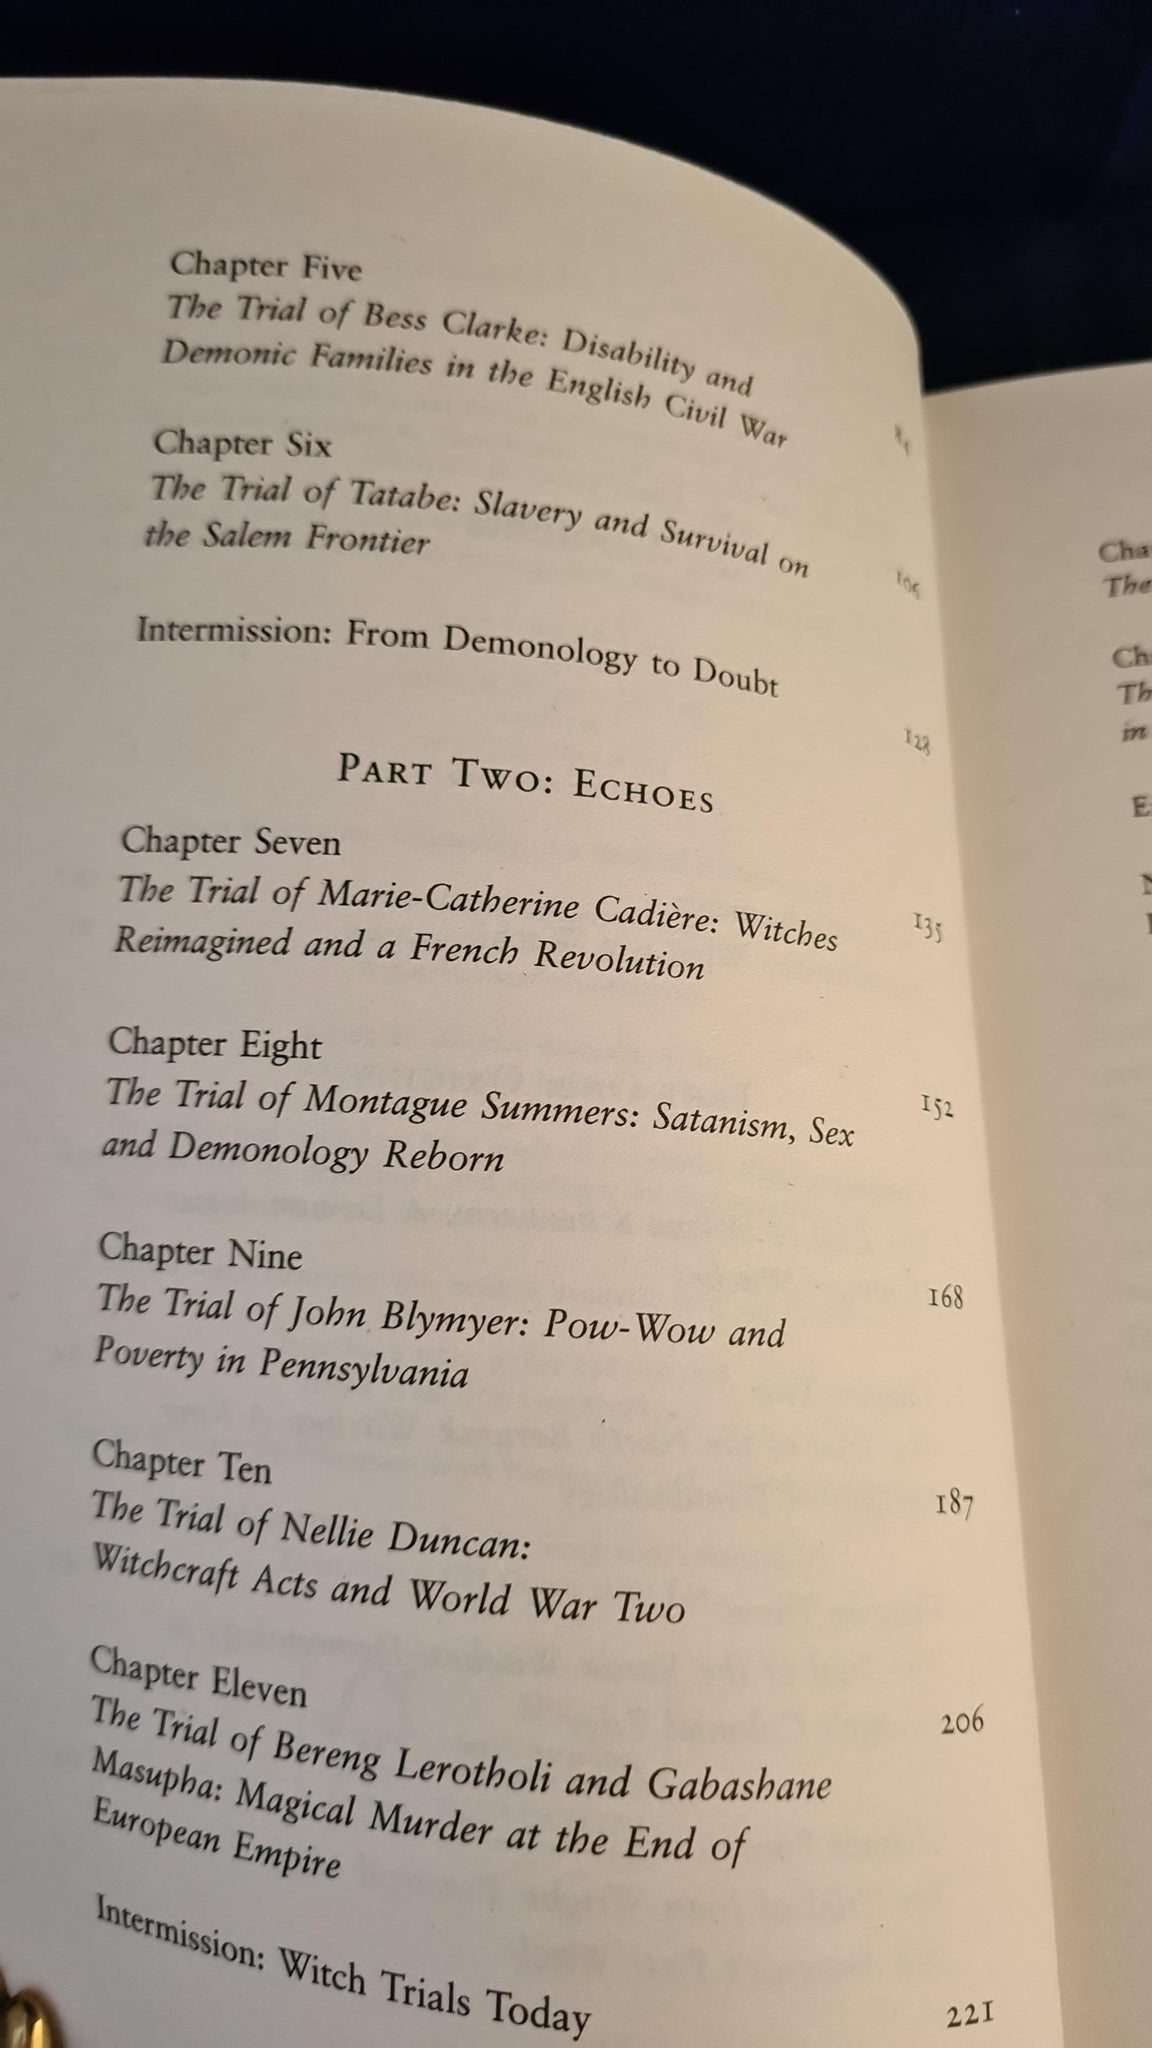 Chapter Five
The Trial of Bess Clarke: Disability and
Demonic Families in the English Civil War
Chapter Six
The Trial of Tatabe: Slavery and Survival on 105
the Salem Frontier
Intermission: From Demonology to Doubt 128
PART TWO: ECHOES
Chapter Seven
The Trial of Marie-Catherine Cadière: Witches 135
Reimagined and a French Revolution
Chapter Eight
The Trial of Montague Summers: Satanism, Sex 152
and Demonology Reborn
Chapter Nine
The Trial of John Blymyer: Pow-Wow and 168
Poverty in Pennsylvania
Chapter Ten
The Trial of Nellie Duncan: 187
Witchcraft Acts and World War Two
Chapter Eleven
The Trial of Bereng Lerotholi and Gabashane 206
Masupha: Magical Murder at the End of
European Empire
Intermission: Witch Trials Today 221
The
in